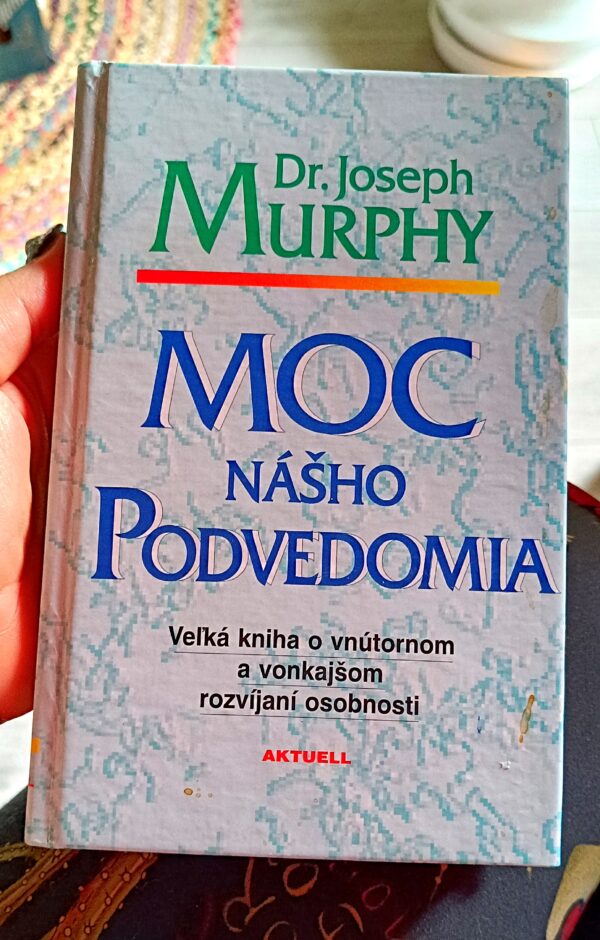 Dr. Joseph
MURPHY
MOC
NÁŠHO
PODVEDOMIA
Veľká kniha o vnútornom
a vonkajšom
rozvíjaní osobnosti
AKTUELL